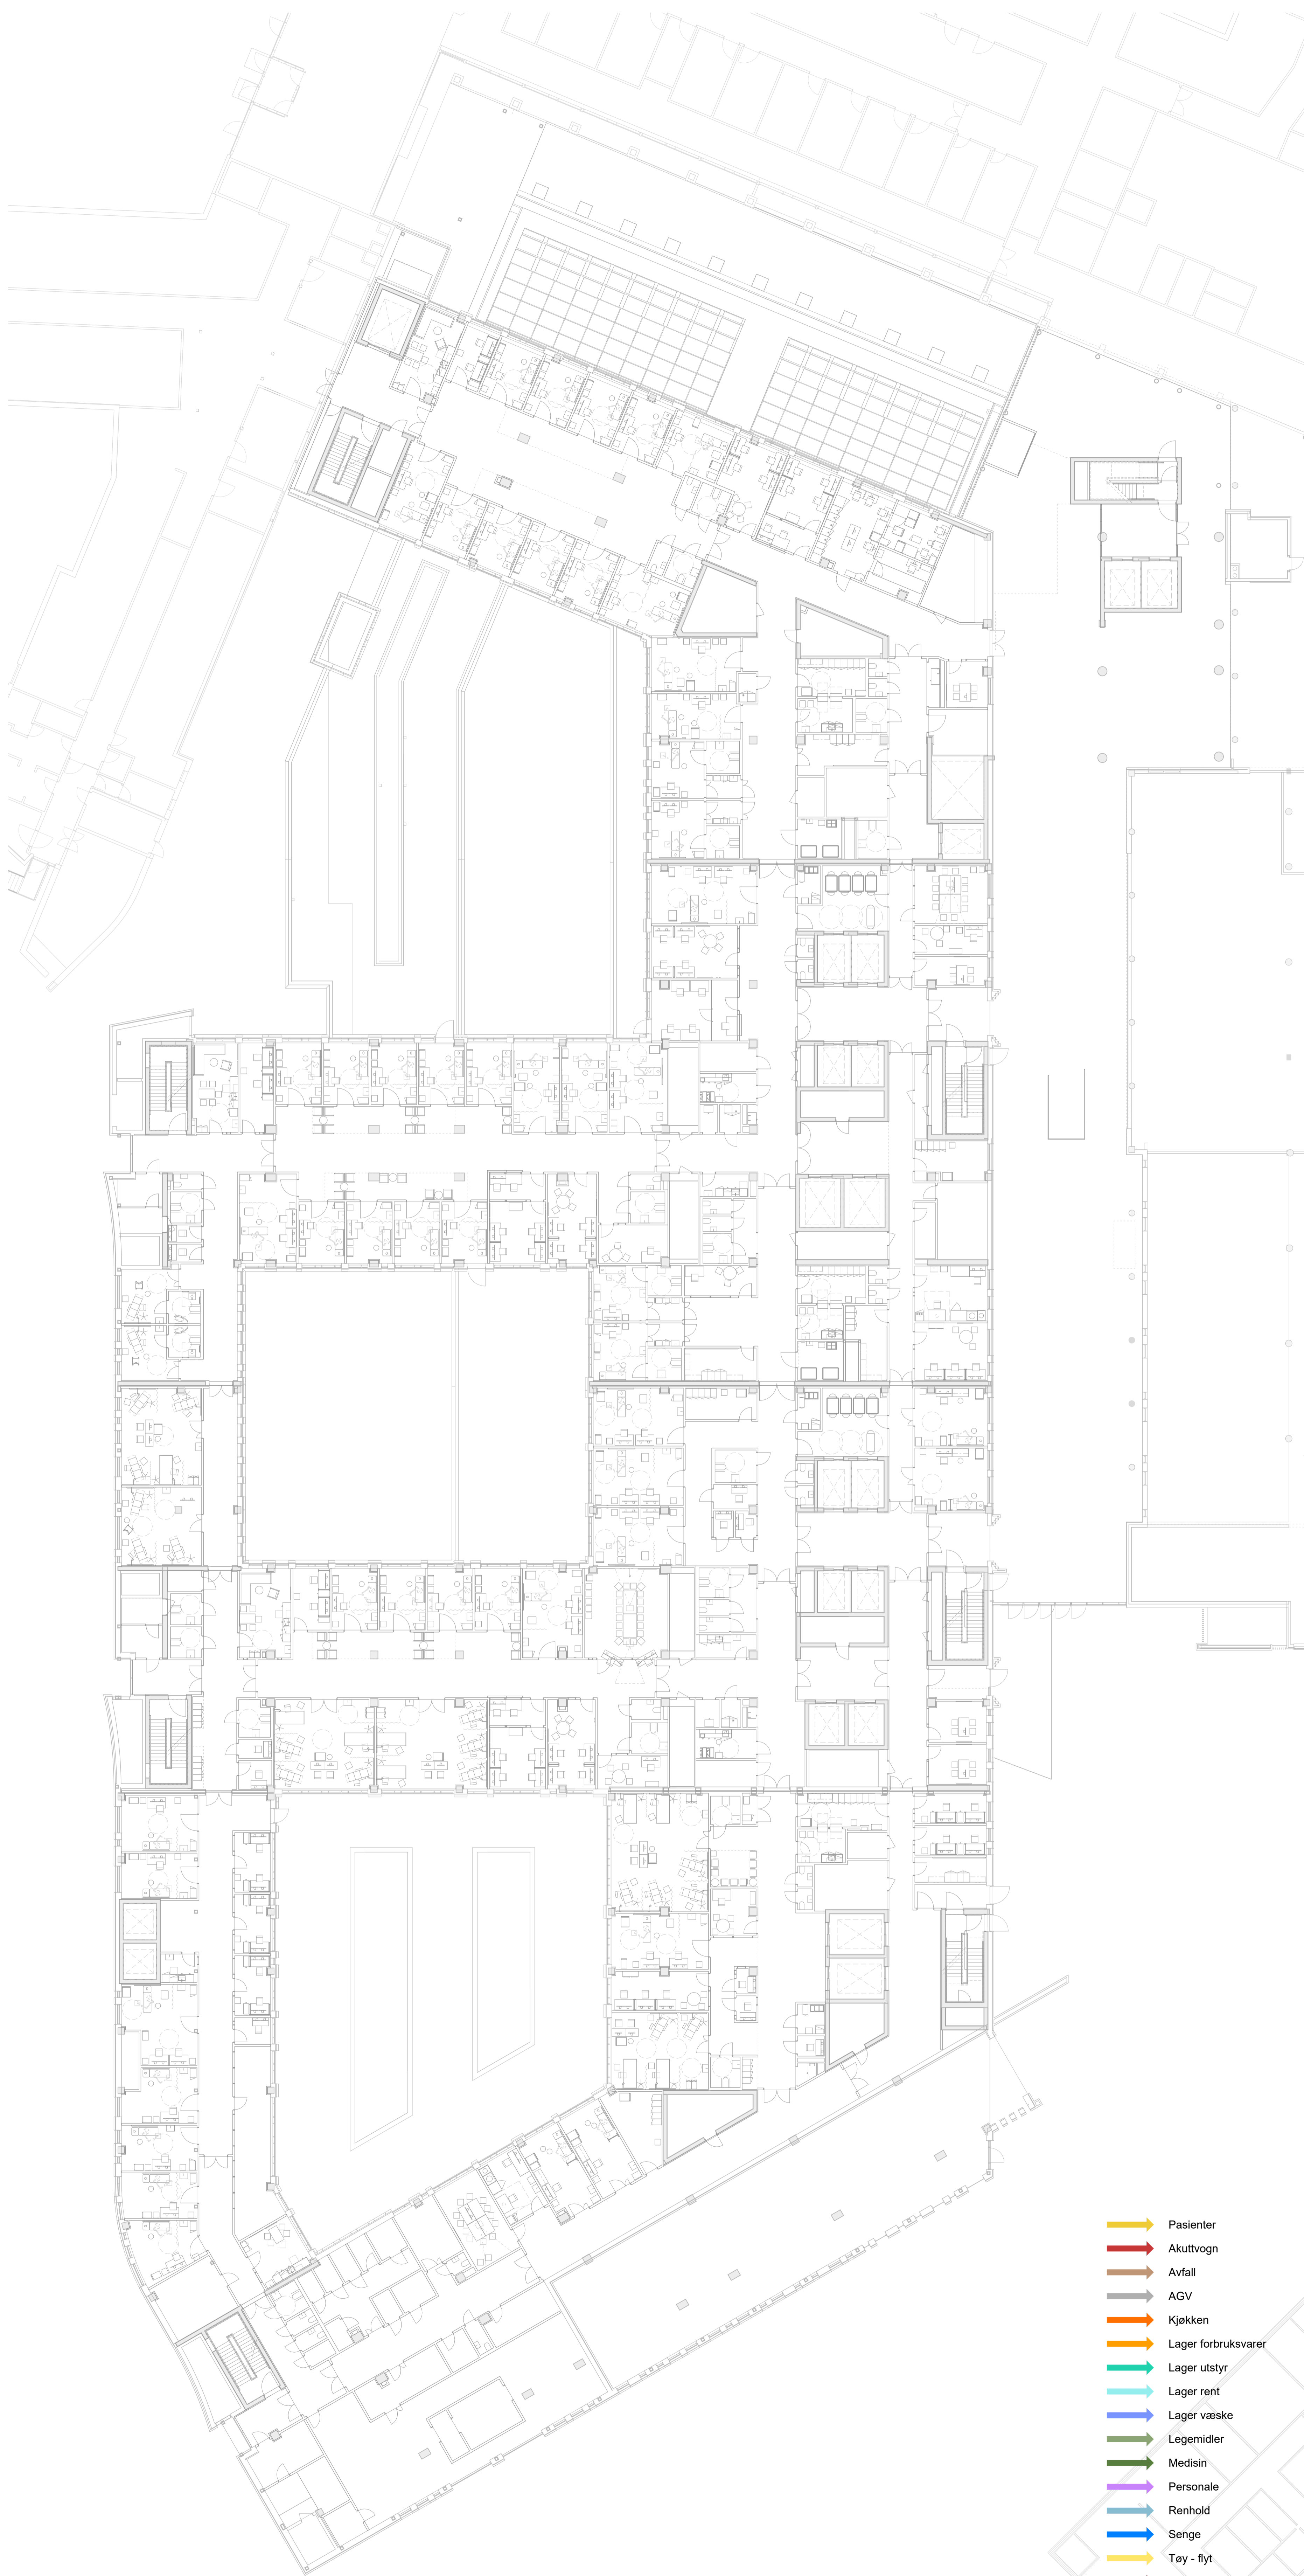 Pasienter
Akuttvogn
Avfall
AGV
Kjøkken
Lager forbruksvarer
Lager utstyr
Lager rent
Lager væske
Legemidler
Medisin
Personale
Renhold
Senge
Tøy - flyt